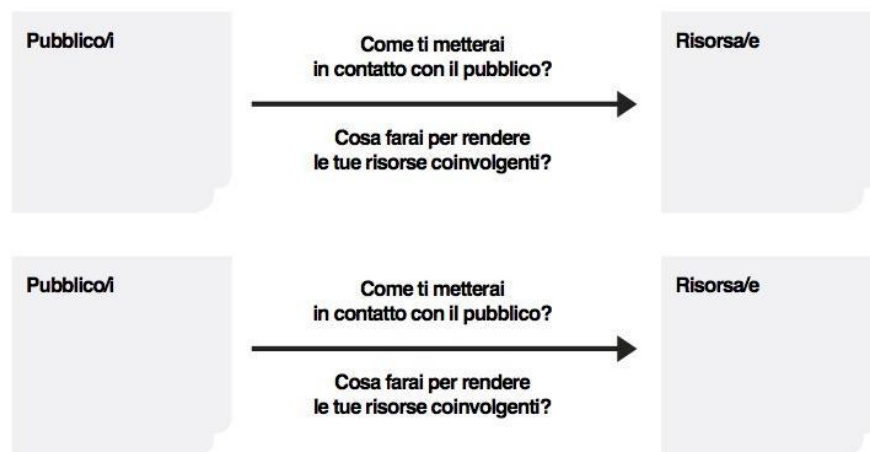 Pubblico/i
Come ti metterai
in contatto con il pubblico?
Cosa farai per rendere
le tue risorse coinvolgenti?
Risorsa/e
Pubblico/i
Come ti metterai
in contatto con il pubblico?
Cosa farai per rendere
le tue risorse coinvolgenti?
Risorsa/e